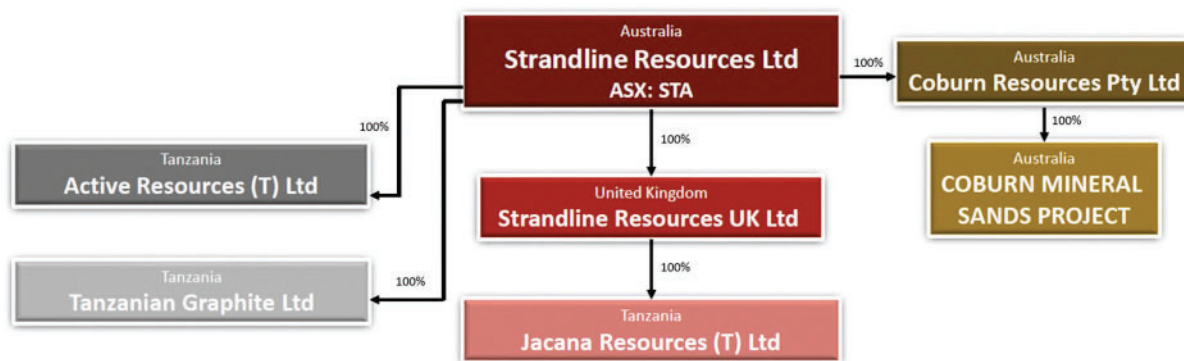 Australia
Strandline Resources Ltd
ASX: STA
100%
Australia
Coburn Resources Pty Ltd
100%
Tanzania
Active Resources (T) Ltd
100%
100%
United Kingdom
Strandline Resources UK Ltd
Australia
COBURN MINERAL
SANDS PROJECT
Tanzania
Tanzanian Graphite Ltd
100%
100%
Tanzania
Jacana Resources (T) Ltd